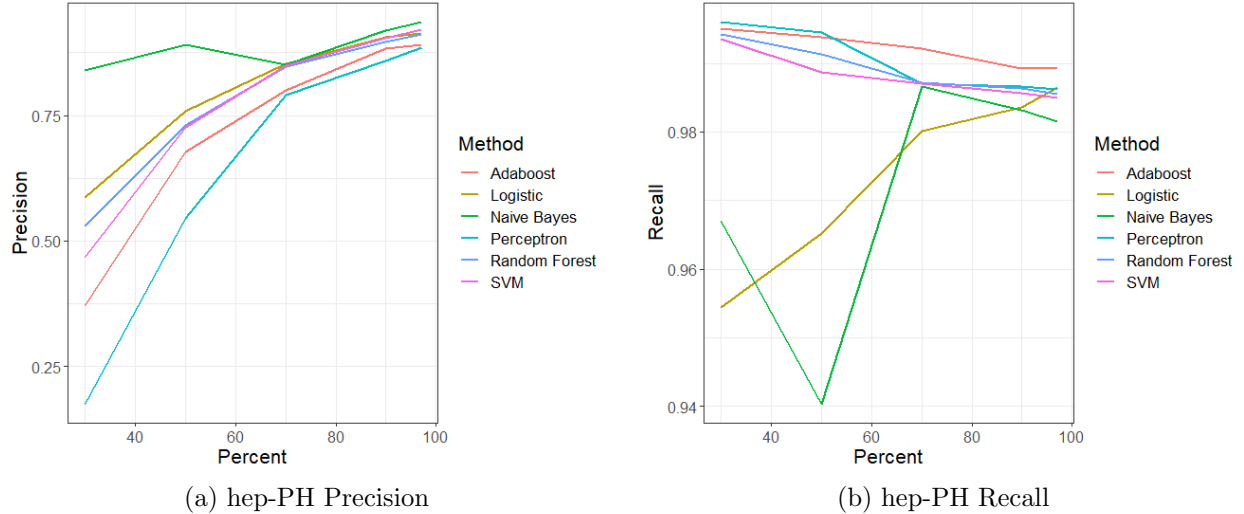 0.75
0.50
0.25
Precision
40
60
80
100
Percent
Method
Adaboost
Logistic
Naive Bayes
Perceptron
Random Forest
SVM
(a) hep-PH Precision
0.98
0.96
0.94
Recall
40
60
80
100
Percent
Method
Adaboost
Logistic
Naive Bayes
Perceptron
Random Forest
SVM
(b) hep-PH Recall